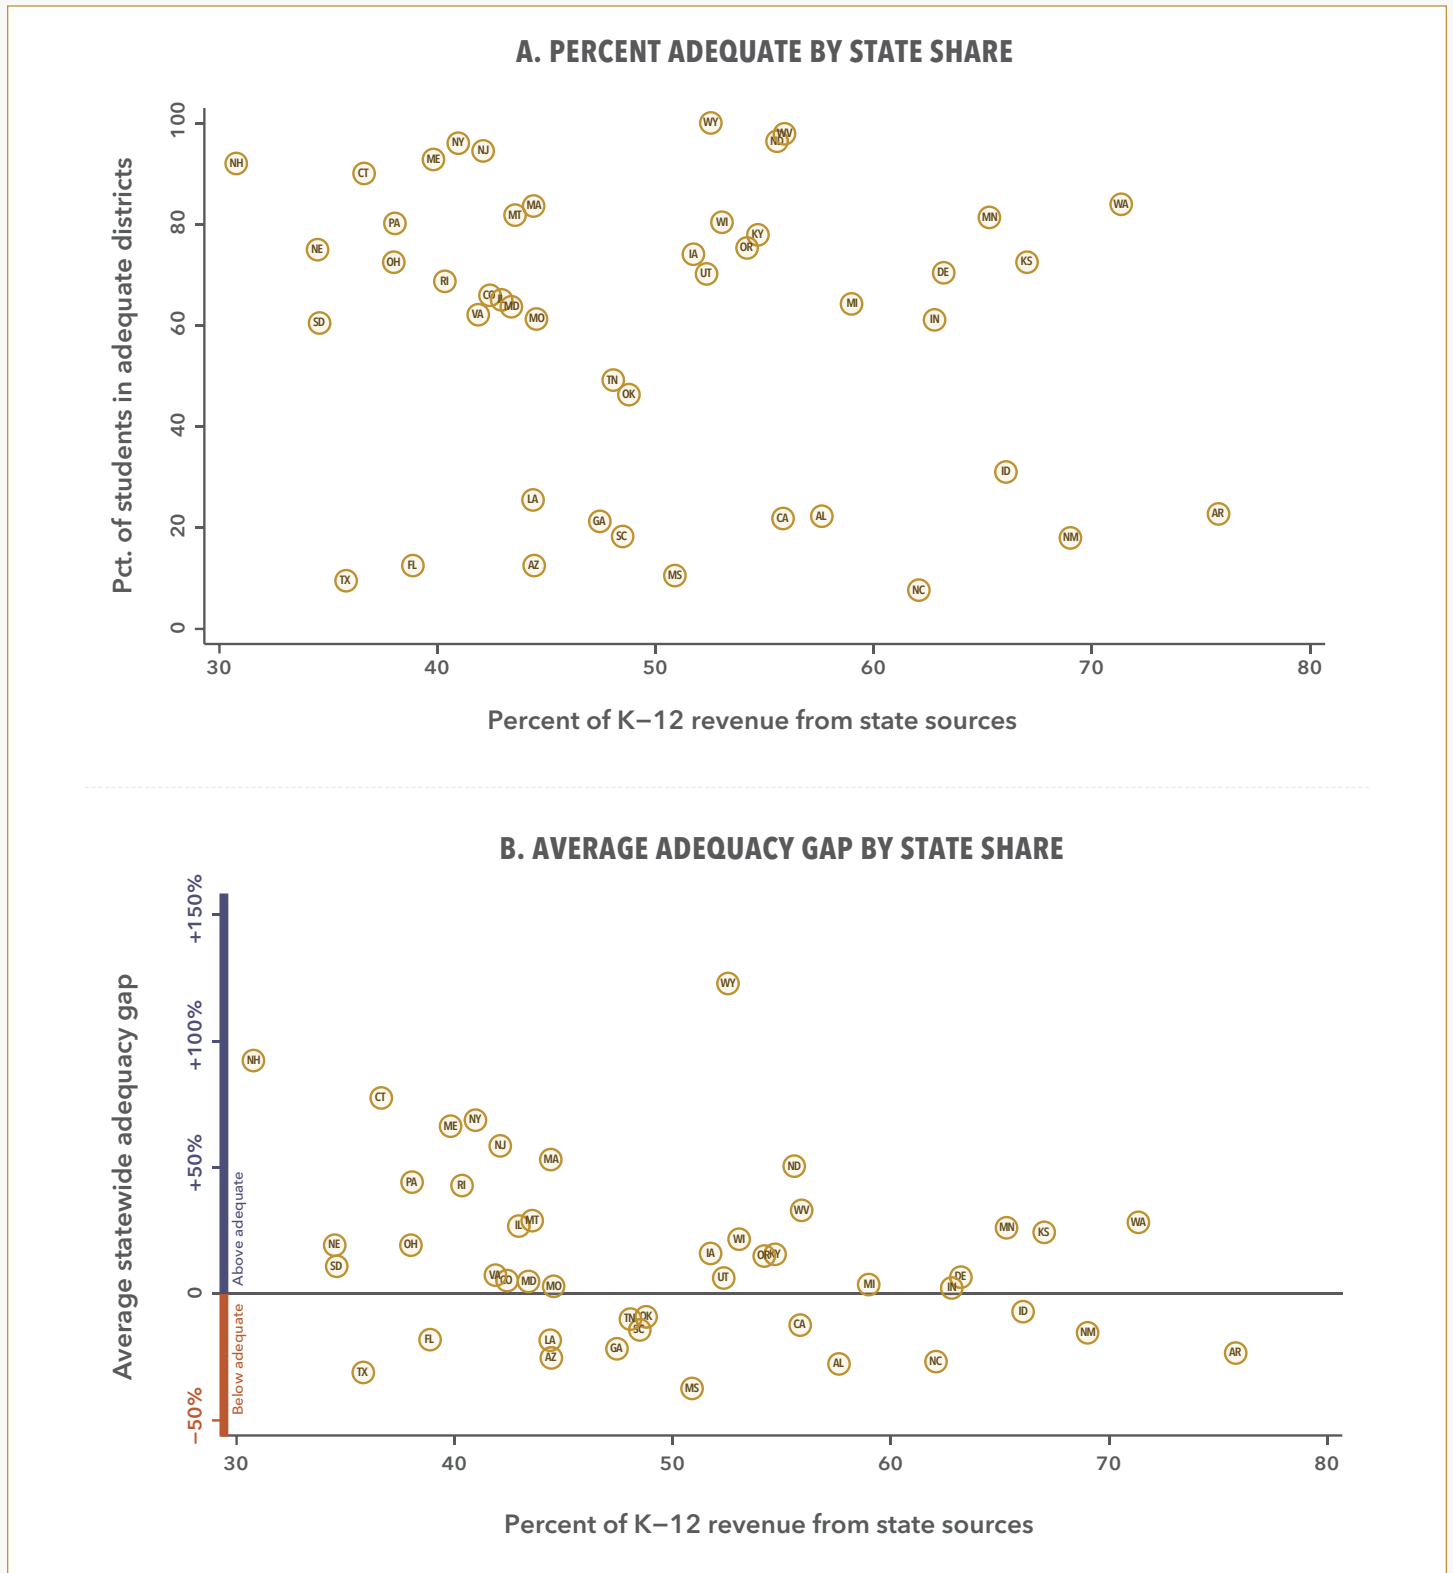 A. PERCENT ADEQUATE BY STATE SHARE
Pct. of students in adequate districts
100
80
60
40
20
0
WY
WV
ND
NY
NJ
ME
NH
CT
MA
WA
MT
MN
PA
WI
KY
OR
NE
IA
OH
KS
UT
DE
RI
CO
IL
MD
MI
VA
MO
IN
SD
TN
OK
ID
LA
AR
AL
CA
GA
SC
NM
FL
AZ
MS
TX
NC
30 40 50 60 70 80
Percent of K–12 revenue from state sources
B. AVERAGE ADEQUACY GAP BY STATE SHARE
Average statewide adequacy gap
+150%
+100%
+50%
0
−50%
Above adequate
Below adequate
WY
NH
CT
NY
ME
NJ
MA
ND
PA
RI
WV
WA
MT
IL
MN
KS
WI
NE
OH
IA
KY
OR
SD
VA
UT
DE
CO
MD
MI
MO
IN
ID
OK
TN
CA
SC
NM
FL
LA
GA
AR
AZ
NC
AL
TX
MS
30 40 50 60 70 80
Percent of K–12 revenue from state sources